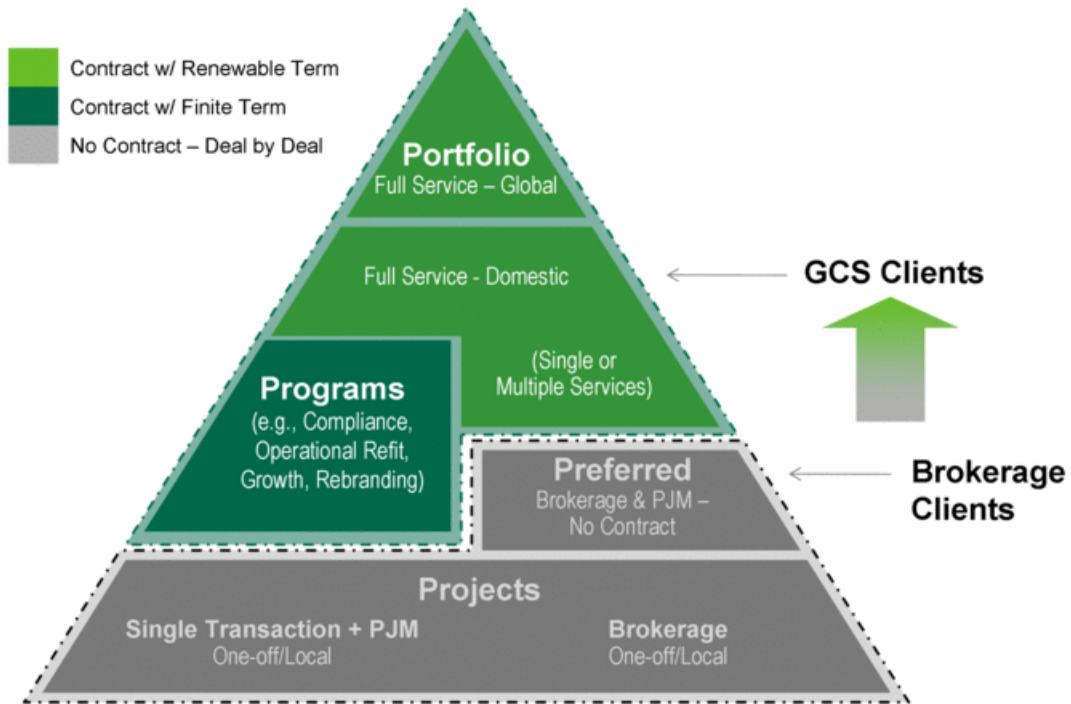 Contract w/ Renewable Term
Contract w/ Finite Term
No Contract – Deal by Deal
Portfolio
Full Service – Global
Full Service - Domestic
(Single or
Multiple Services)
GCS Clients
Programs
(e.g., Compliance,
Operational Refit,
Growth, Rebranding)
Preferred
Brokerage & PJM –
No Contract
Brokerage
Clients
Projects
Single Transaction + PJM
One-off/Local
Brokerage
One-off/Local